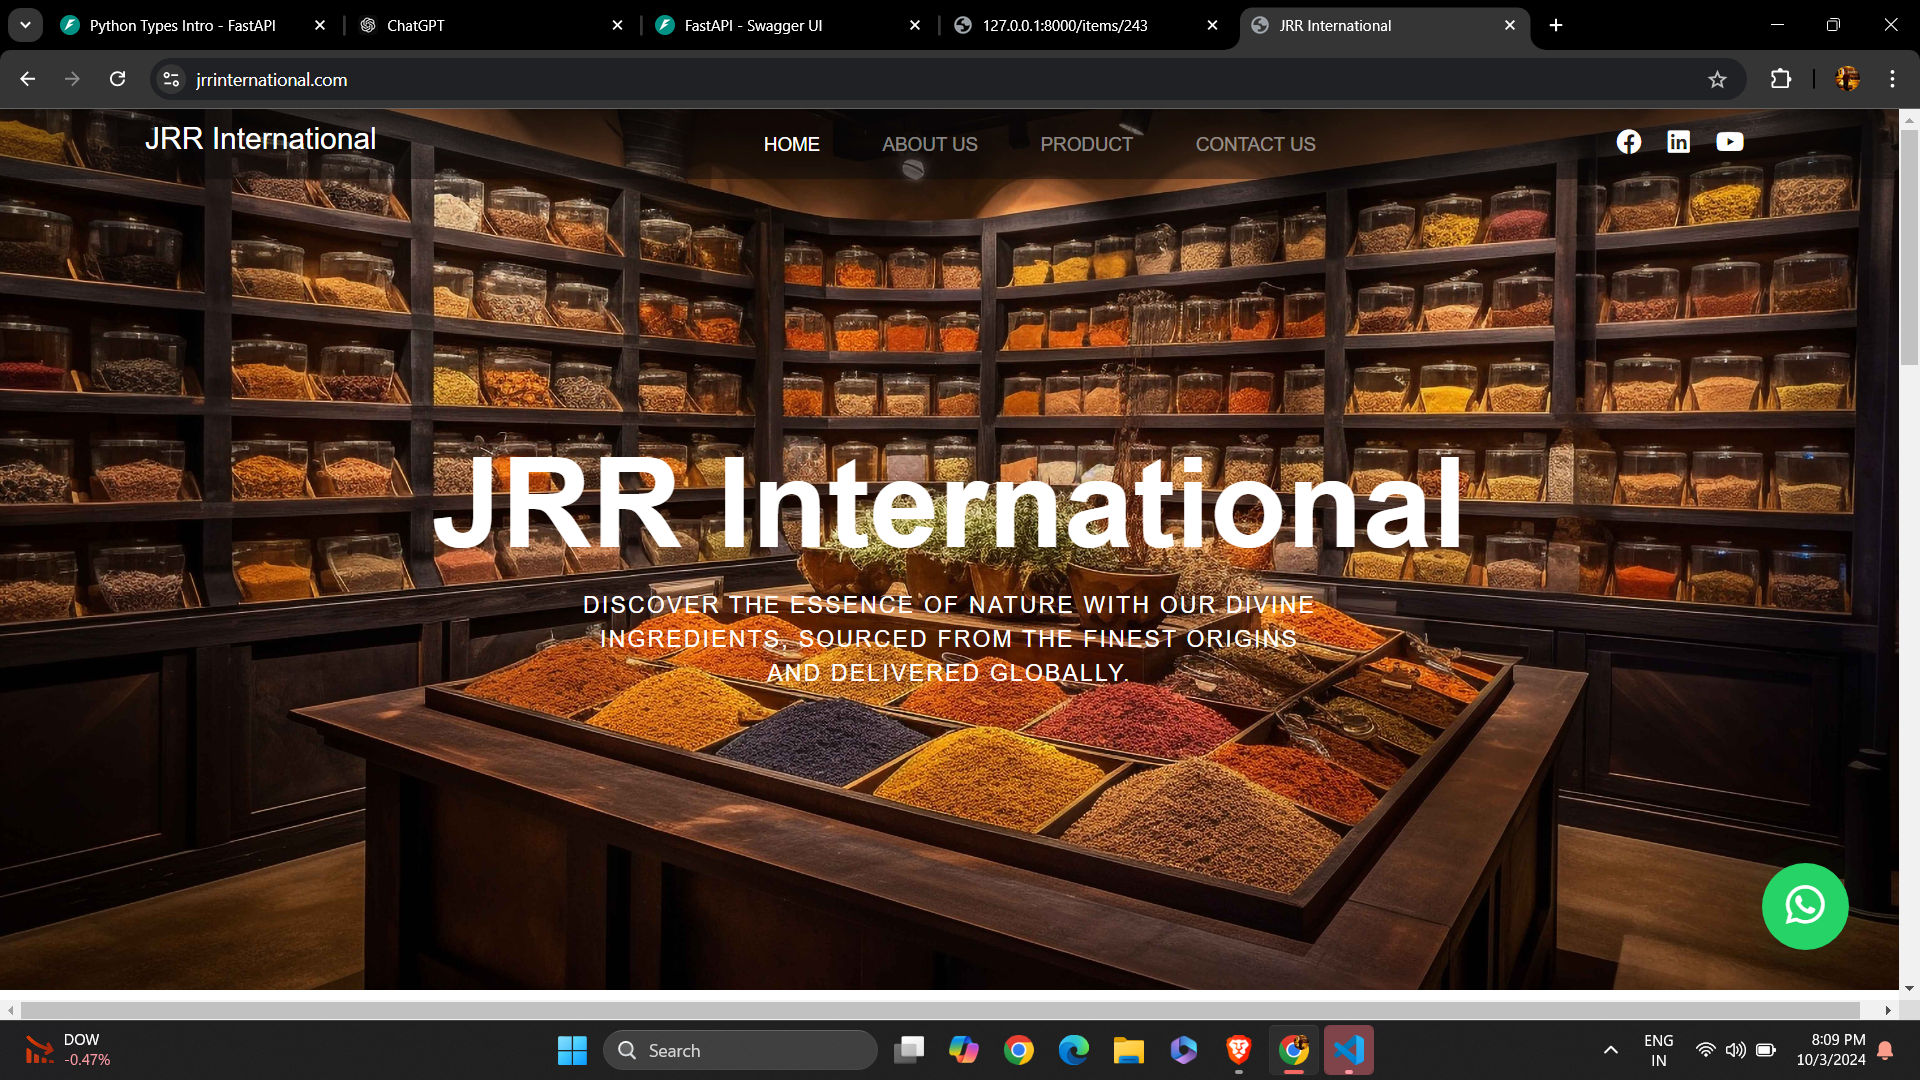 Python Types Intro - FastAPI
ChatGPT
FastAPI - Swagger UI
127.0.0.1:8000/items/243
JRR International
jrrinternational.com
JRR International
HOME
ABOUT US
PRODUCT
CONTACT US
JRR International
DISCOVER THE ESSENCE OF NATURE WITH OUR DIVINE
INGREDIENTS, SOURCED FROM THE FINEST ORIGINS
AND DELIVERED GLOBALLY.
DOW
-0.47%
Search
ENG
IN
8:09 PM
10/3/2024